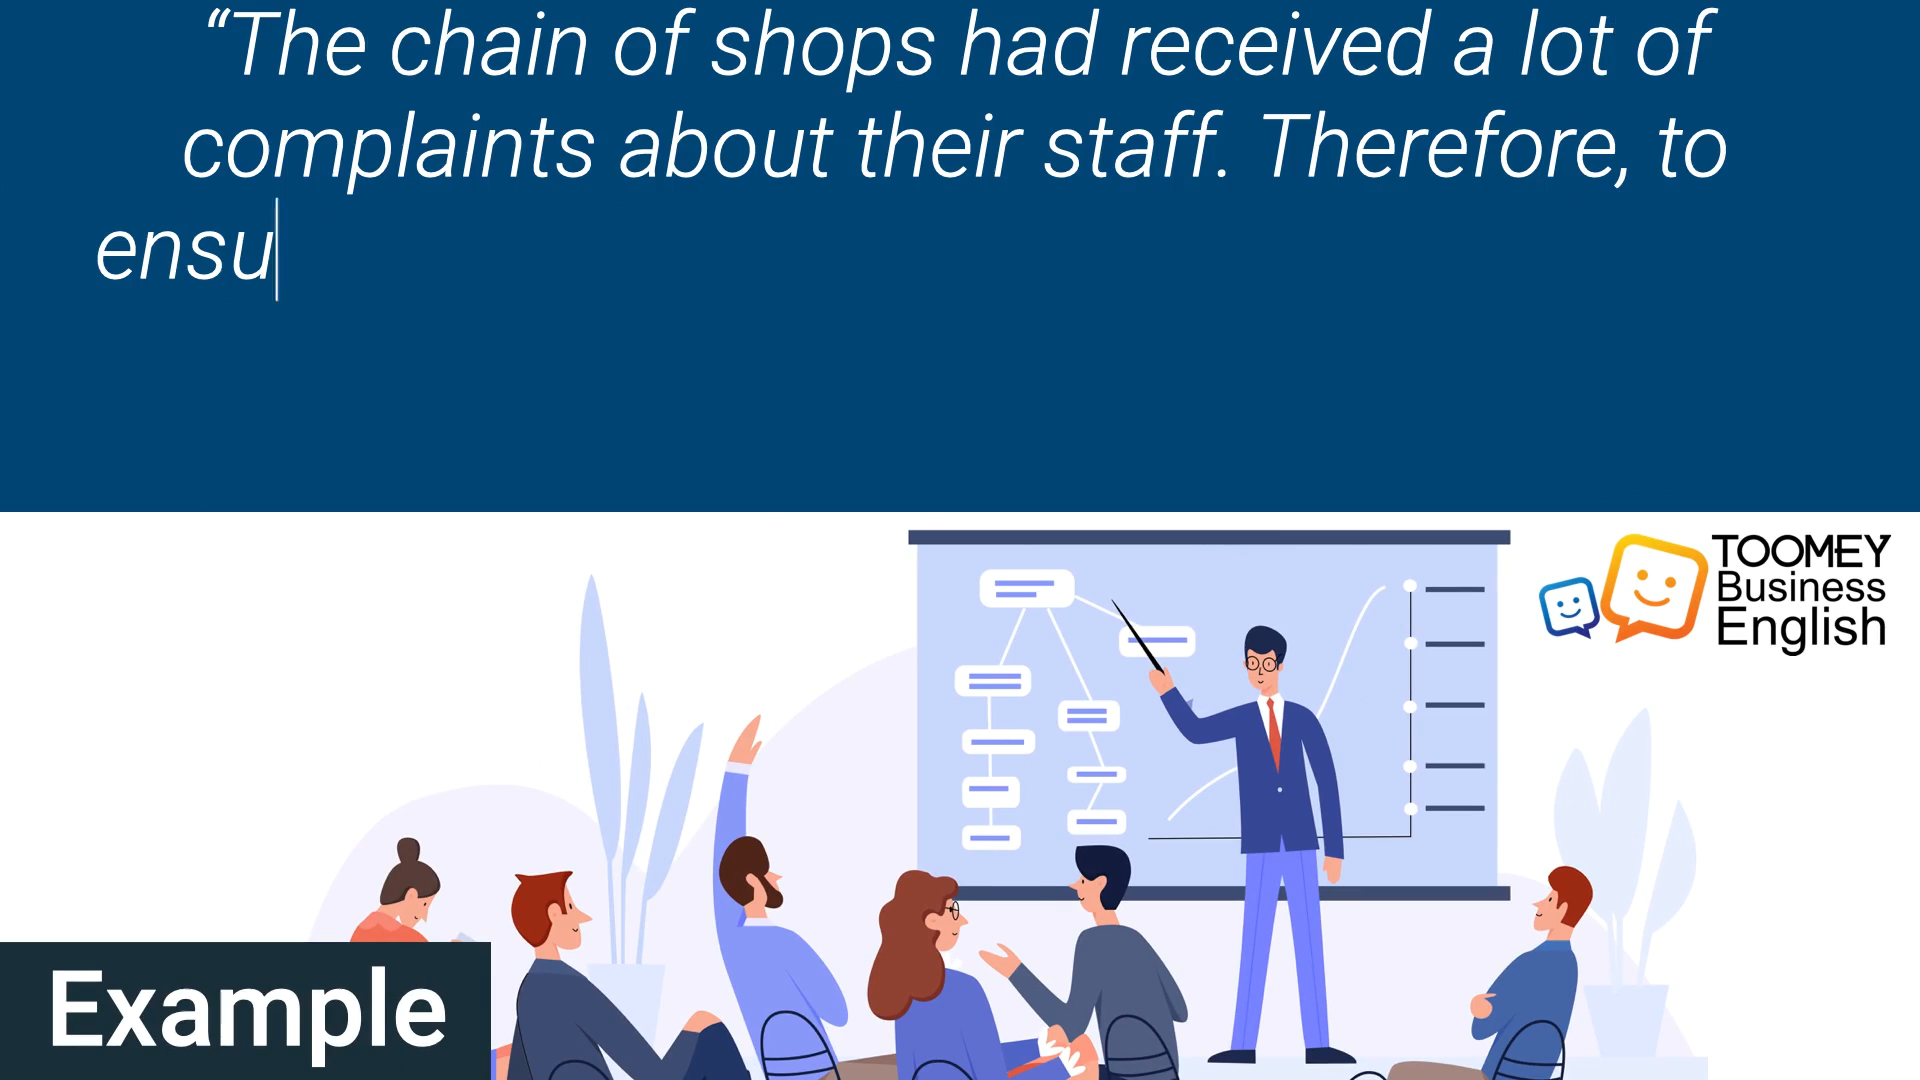 “The chain of shops had received a lot of
complaints about their staff. Therefore, to
ensu
TOOMEY
Business
English
Example